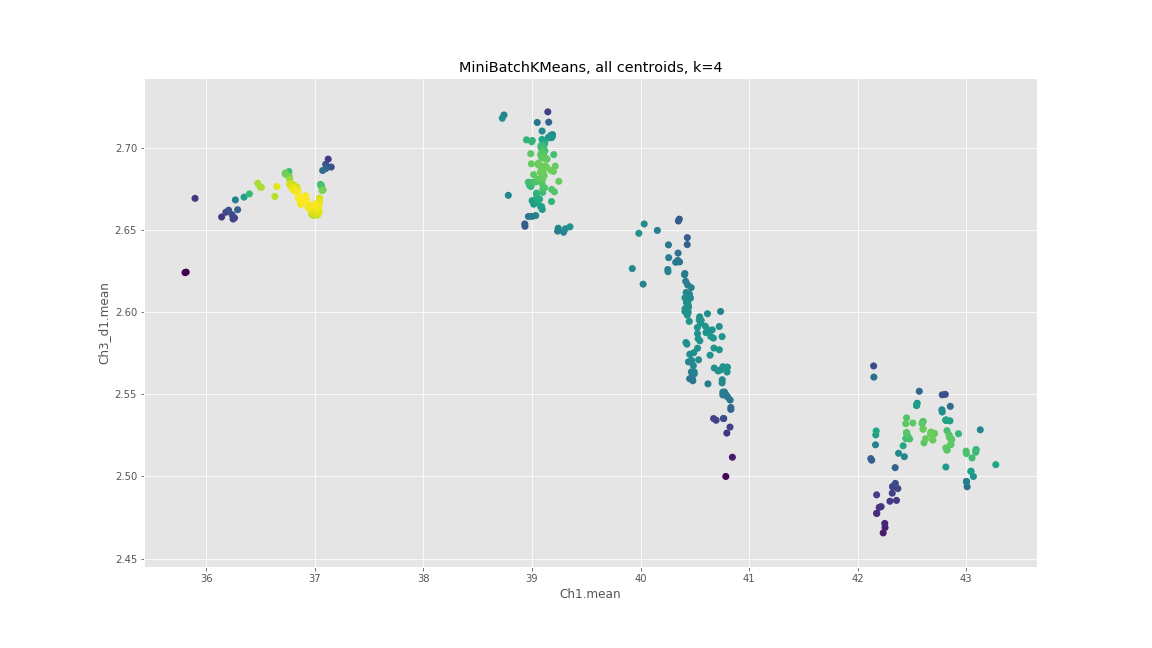 MiniBatchKMeans, all centroids, k=4
2.70
2.65
2.60
2.55
2.50
2.45
Ch3_d1.mean
36 37 38 39 40 41 42 43
Ch1.mean